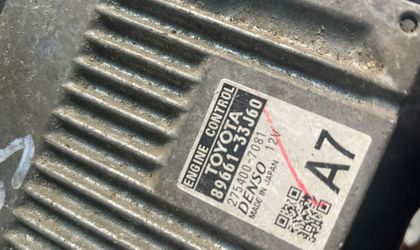 ENGINE CONTROL
TOYOTA
89661-33J60
275400-7081 12V
DENSO
MADE IN JAPAN
A7